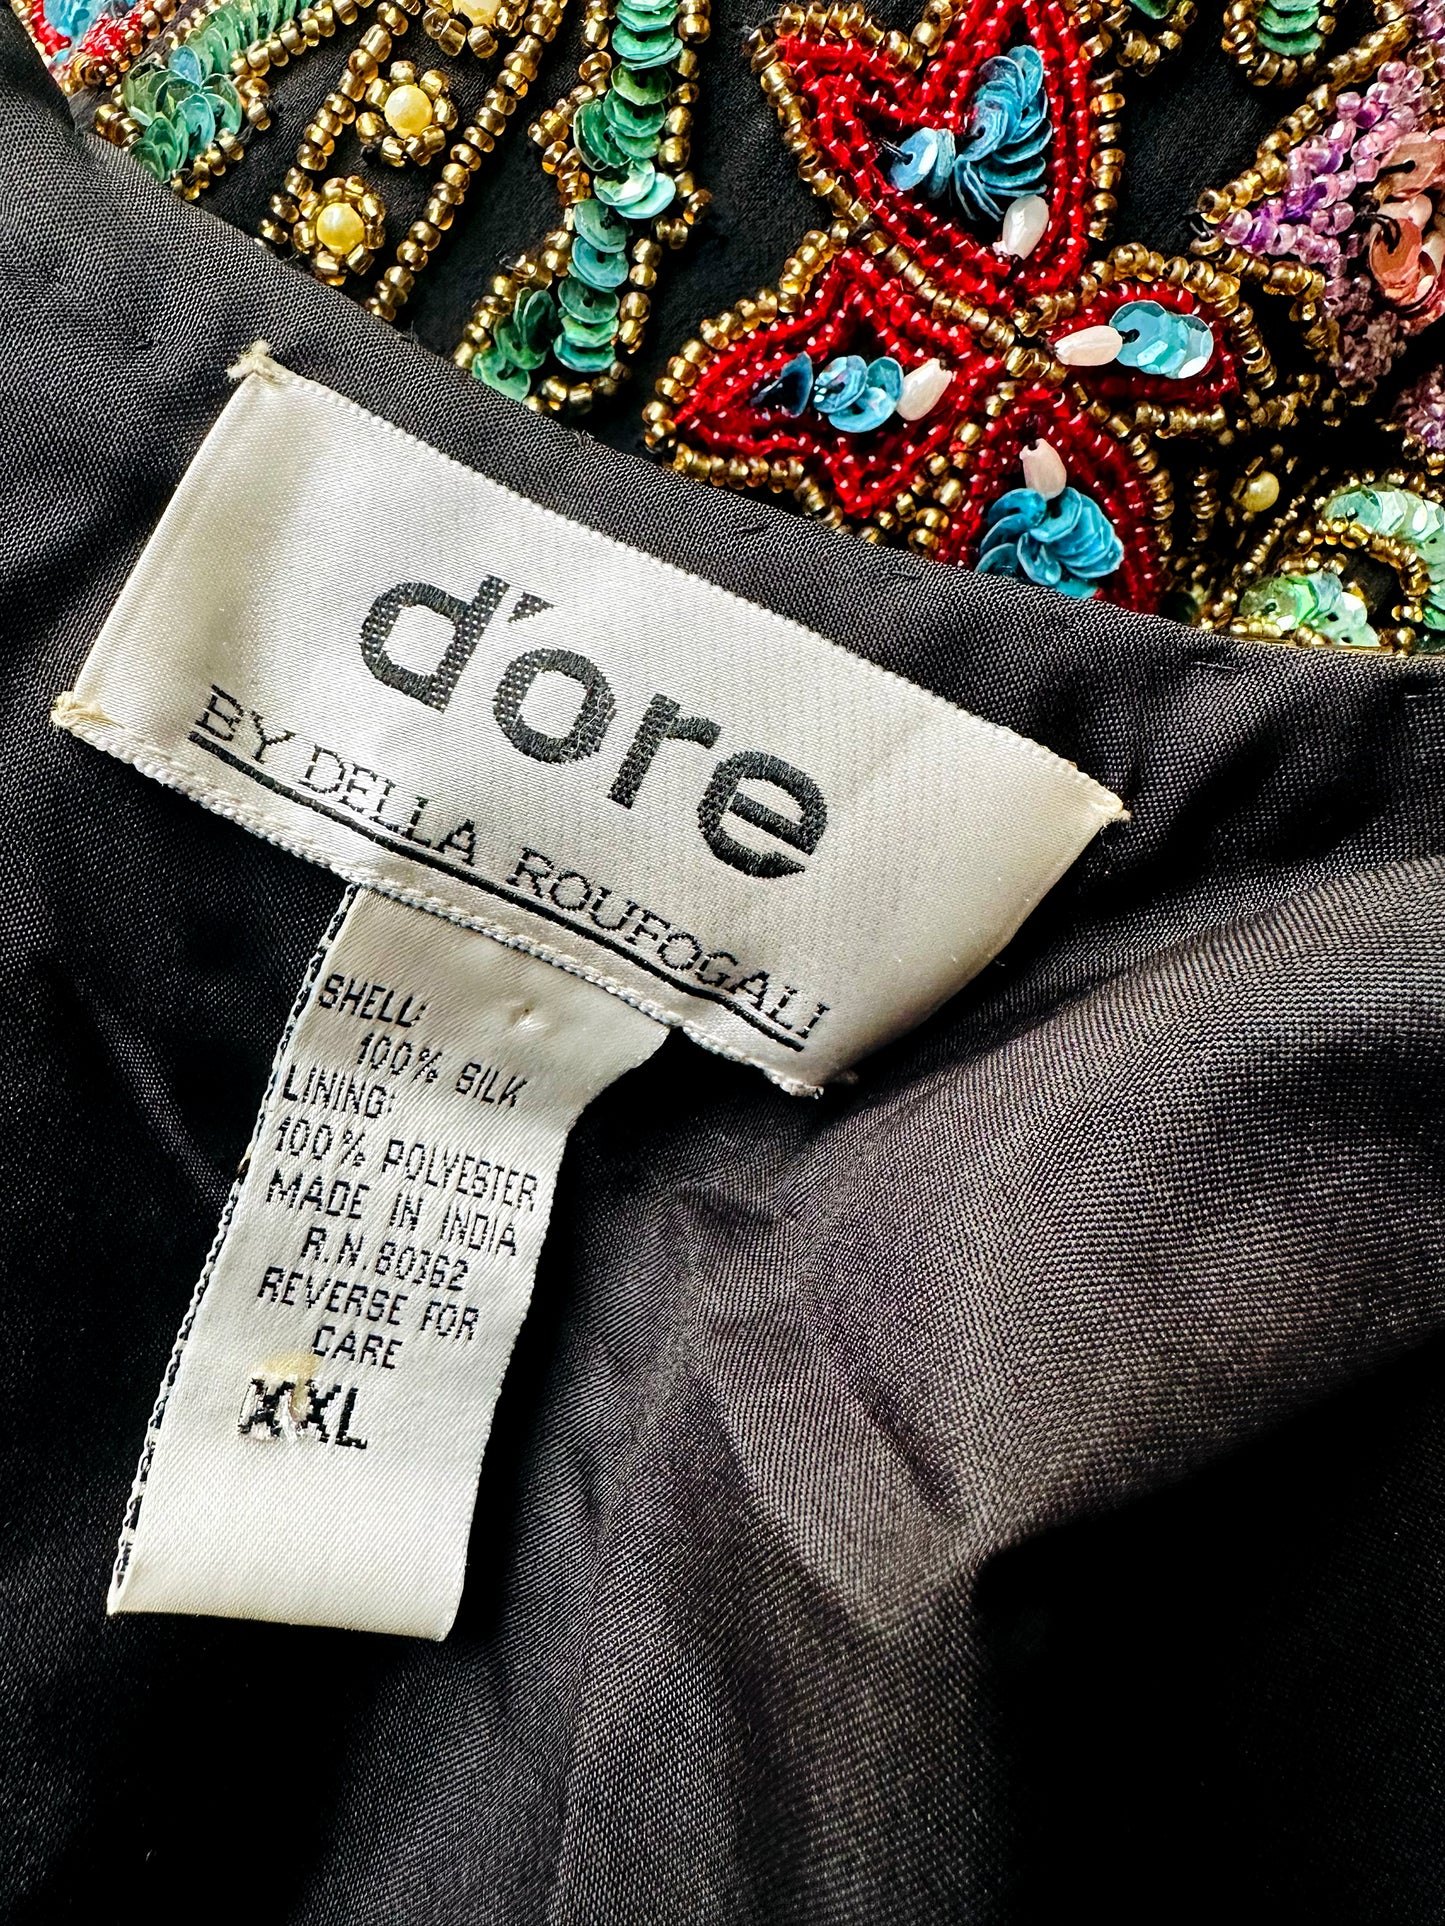 d'ore
BY DELLA ROUFOGALI
SHELL:
100% SILK
LINING:
100% POLYESTER
MADE IN INDIA
R.N. 80362
REVERSE FOR
CARE
XXL